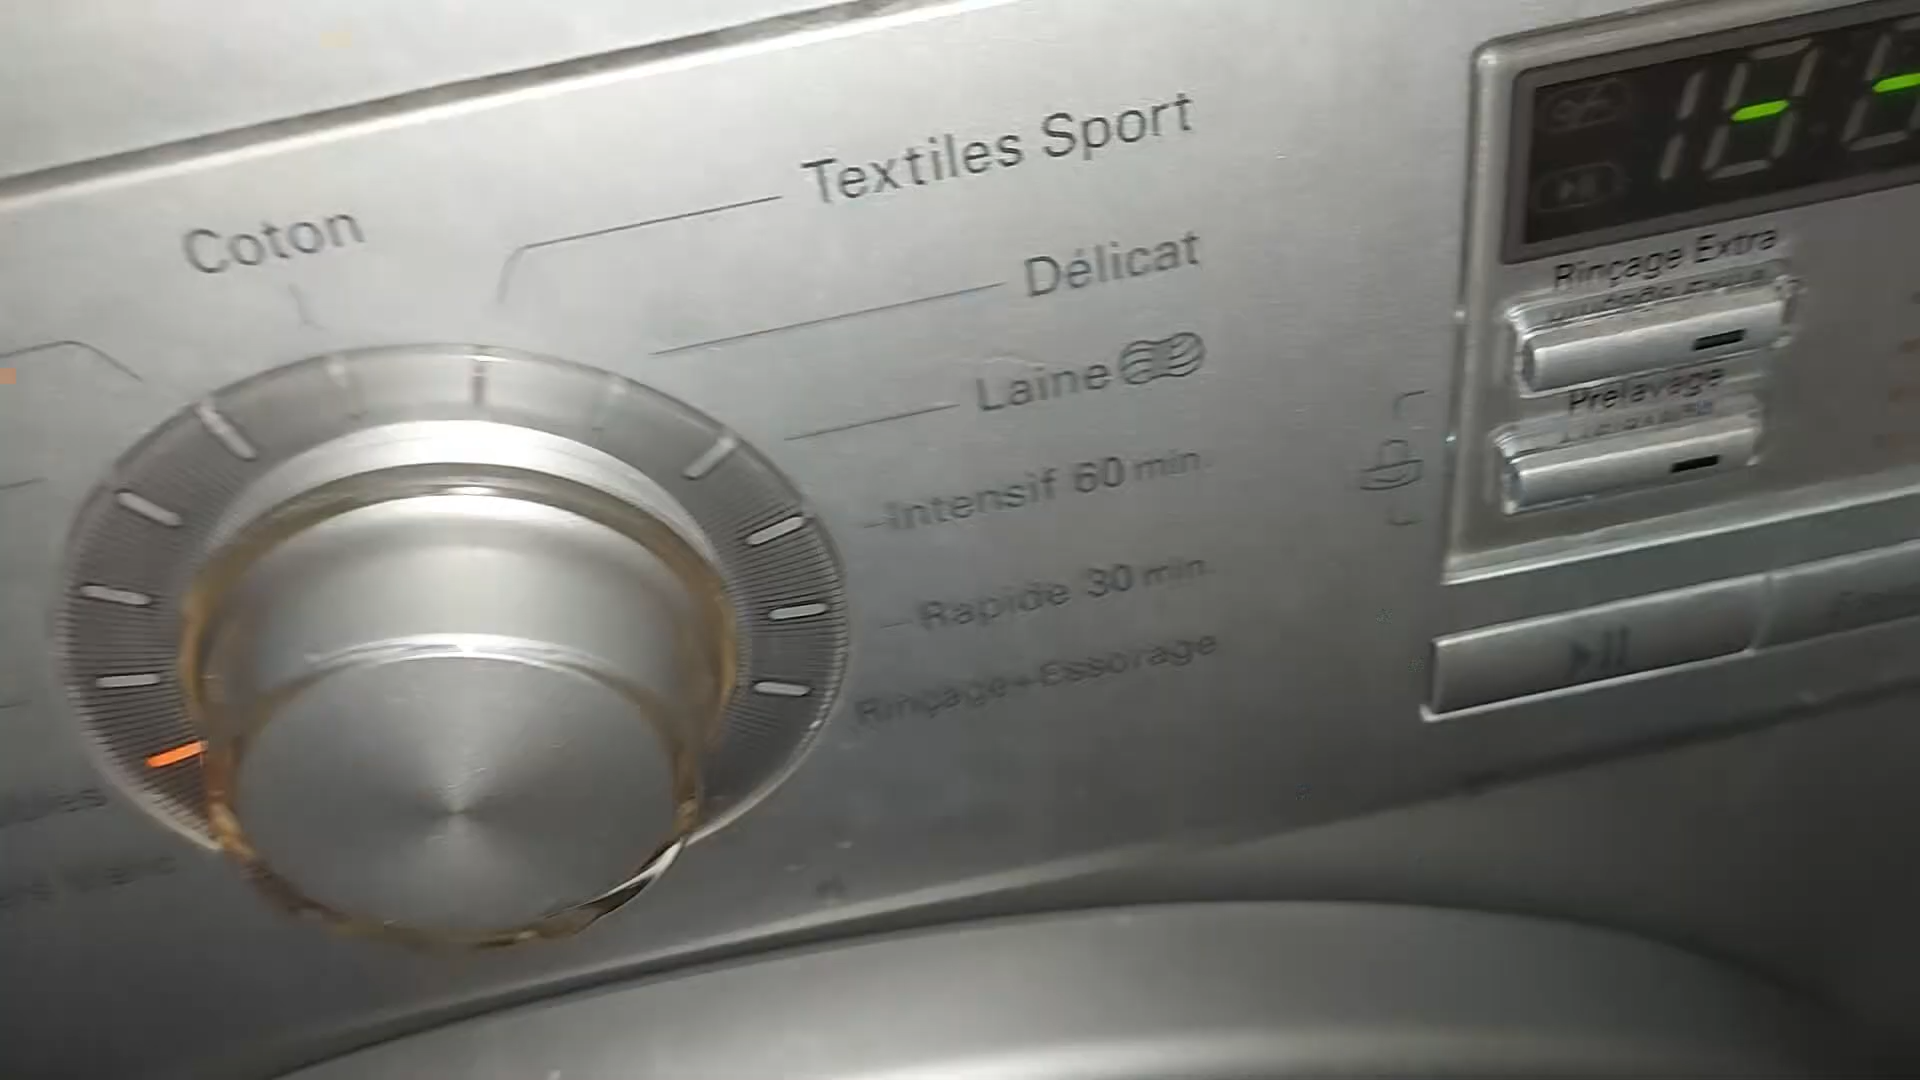 Coton
Textiles Sport
Délicat
Laine
Intensif 60 min.
Rapide 30 min.
Rinçage+Essorage
Rinçage Extra
Prélavage